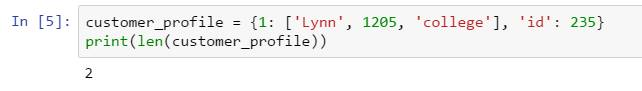 In [5]: customer_profile = {1: ['Lynn', 1205, 'college'], 'id': 235}
print(len(customer_profile))
2